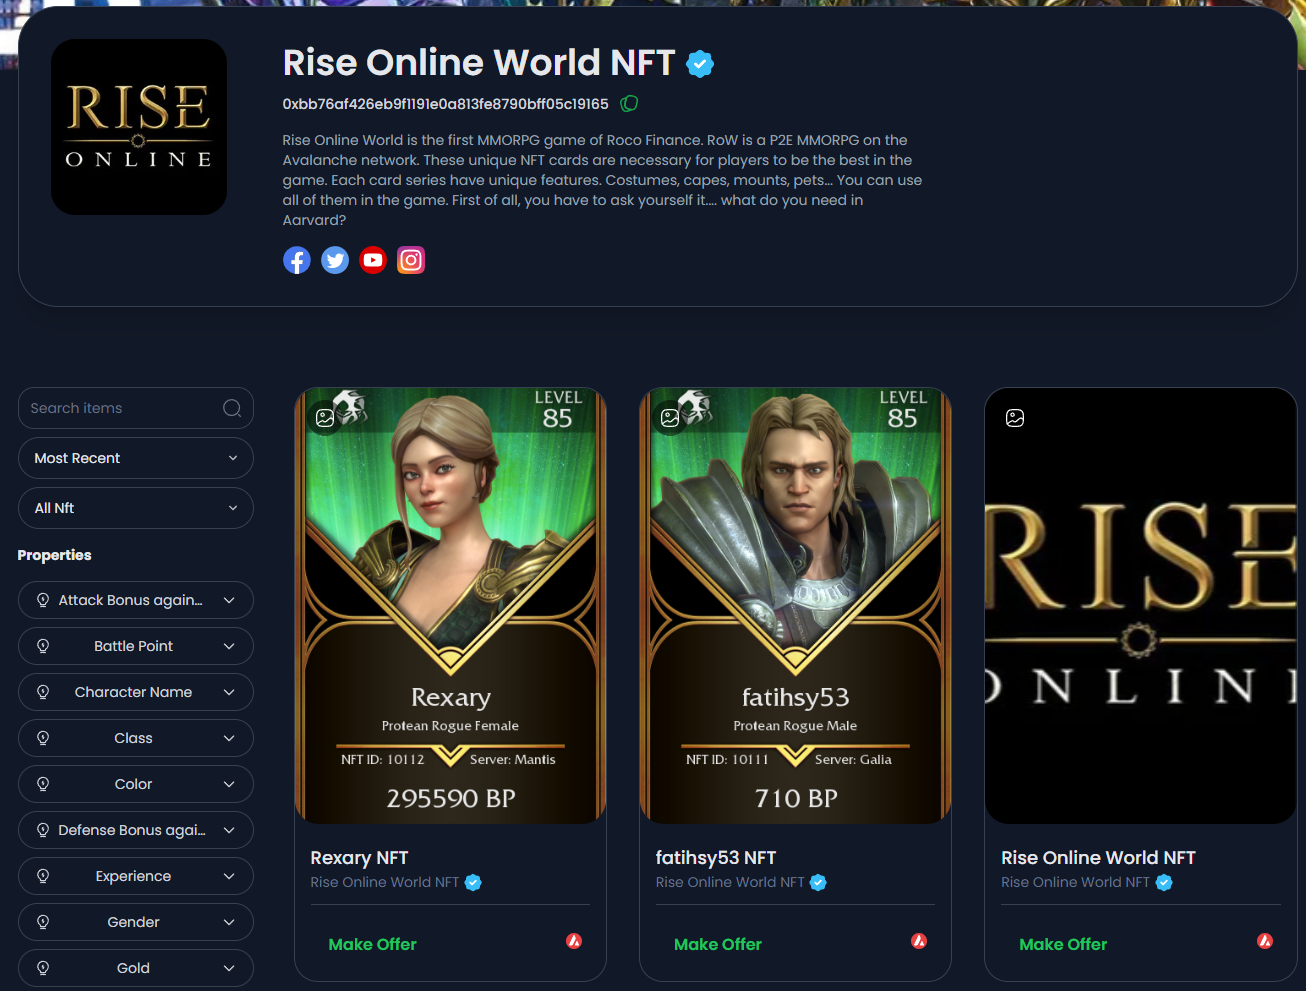 RISE
ONLINE
Rise Online World NFT
0xbb76af426eb9f1191e0a813fe8790bff05c19165
Rise Online World is the first MMORPG game of Roco Finance. RoW is a P2E MMORPG on the
Avalanche network. These unique NFT cards are necessary for players to be the best in the
game. Each card series have unique features. Costumes, capes, mounts, pets... You can use
all of them in the game. First of all, you have to ask yourself it.... what do you need in
Aarvard?
Search items
Most Recent
All Nft
Properties
Attack Bonus again...
Battle Point
Character Name
Class
Color
Defense Bonus agai...
Experience
Gender
Gold
LEVEL
85
Rexary
Protean Rogue Female
NFT ID: 10112 Server: Mantis
295590 BP
Rexary NFT
Rise Online World NFT
Make Offer
LEVEL
85
fatihsy53
Protean Rogue Male
NFT ID: 10111 Server: Galia
710 BP
fatihsy53 NFT
Rise Online World NFT
Make Offer
RISE
ONLINE
Rise Online World NFT
Rise Online World NFT
Make Offer